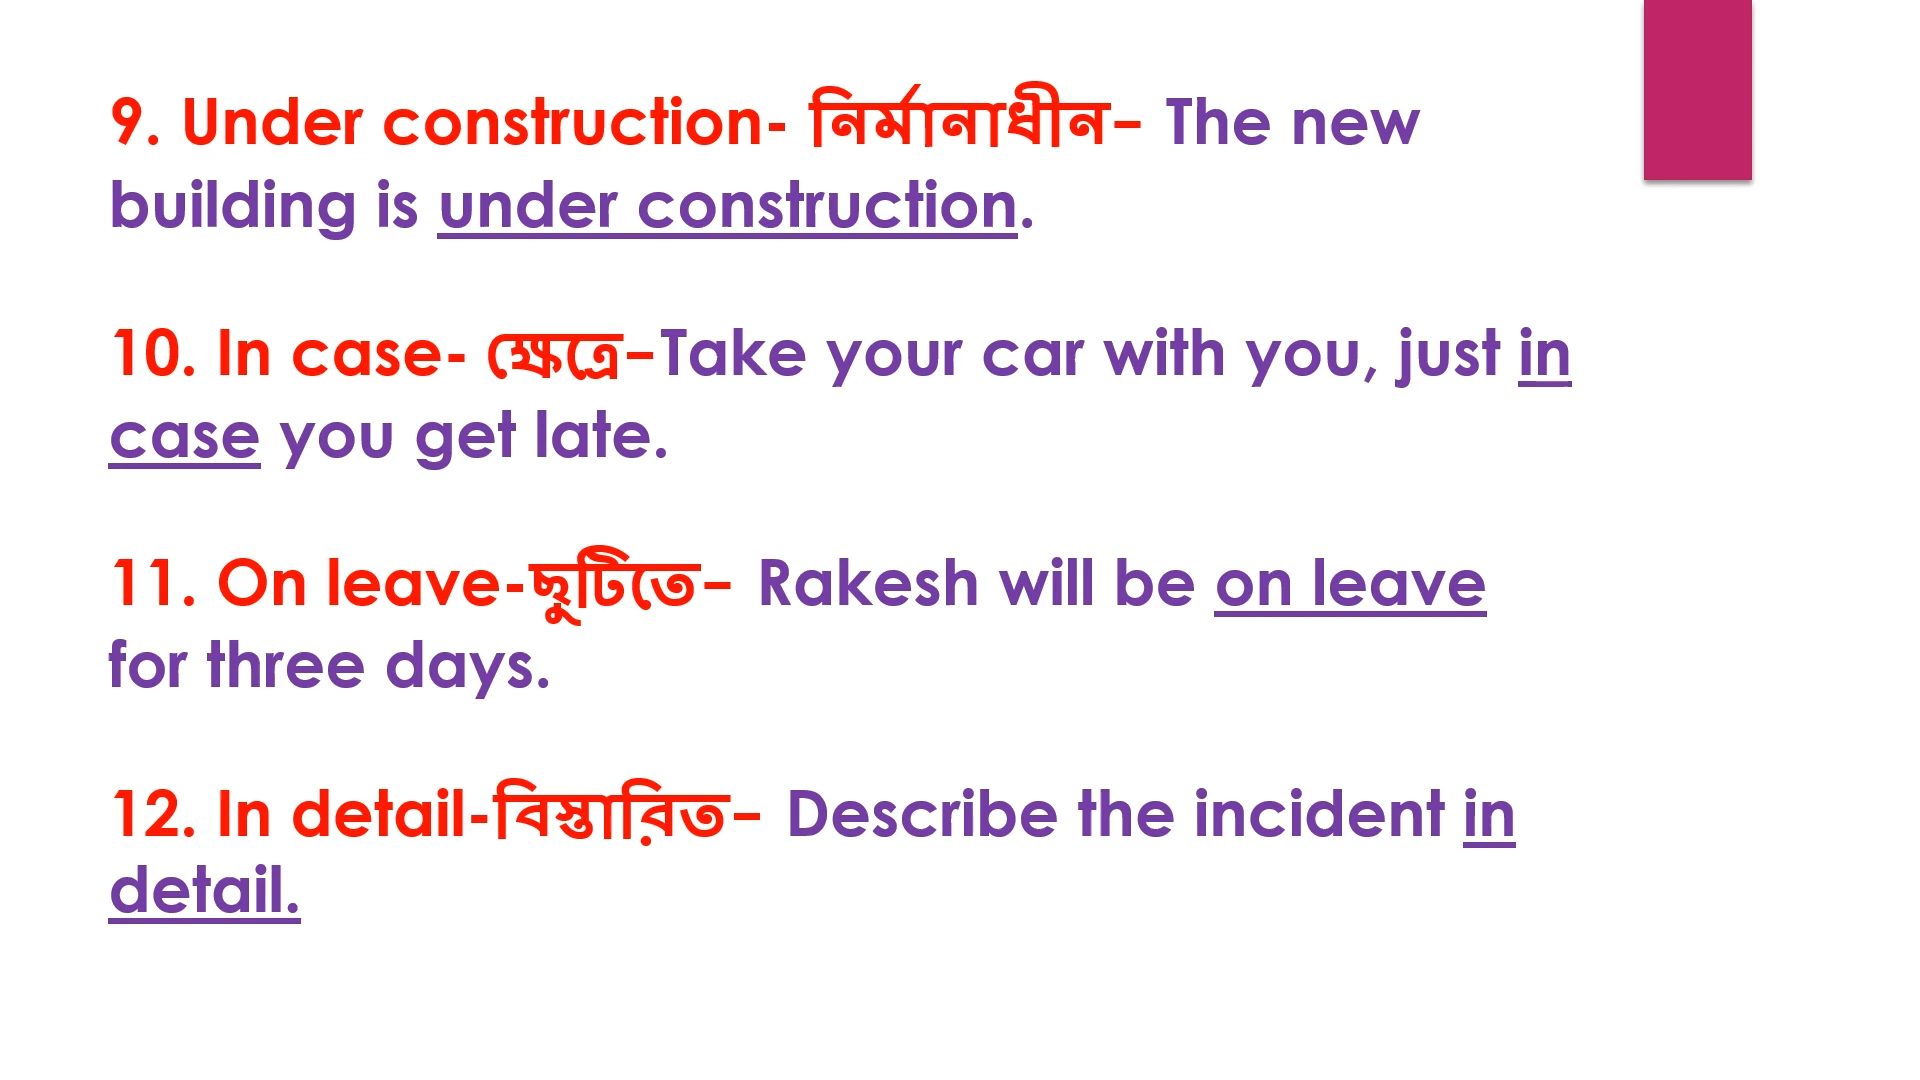 9. Under construction- নির্মানাধীন– The new
building is under construction.
10. In case- ক্ষেত্রে–Take your car with you, just in
case you get late.
11. On leave-ছুটিতে– Rakesh will be on leave
for three days.
12. In detail-বিস্তারিত– Describe the incident in
detail.